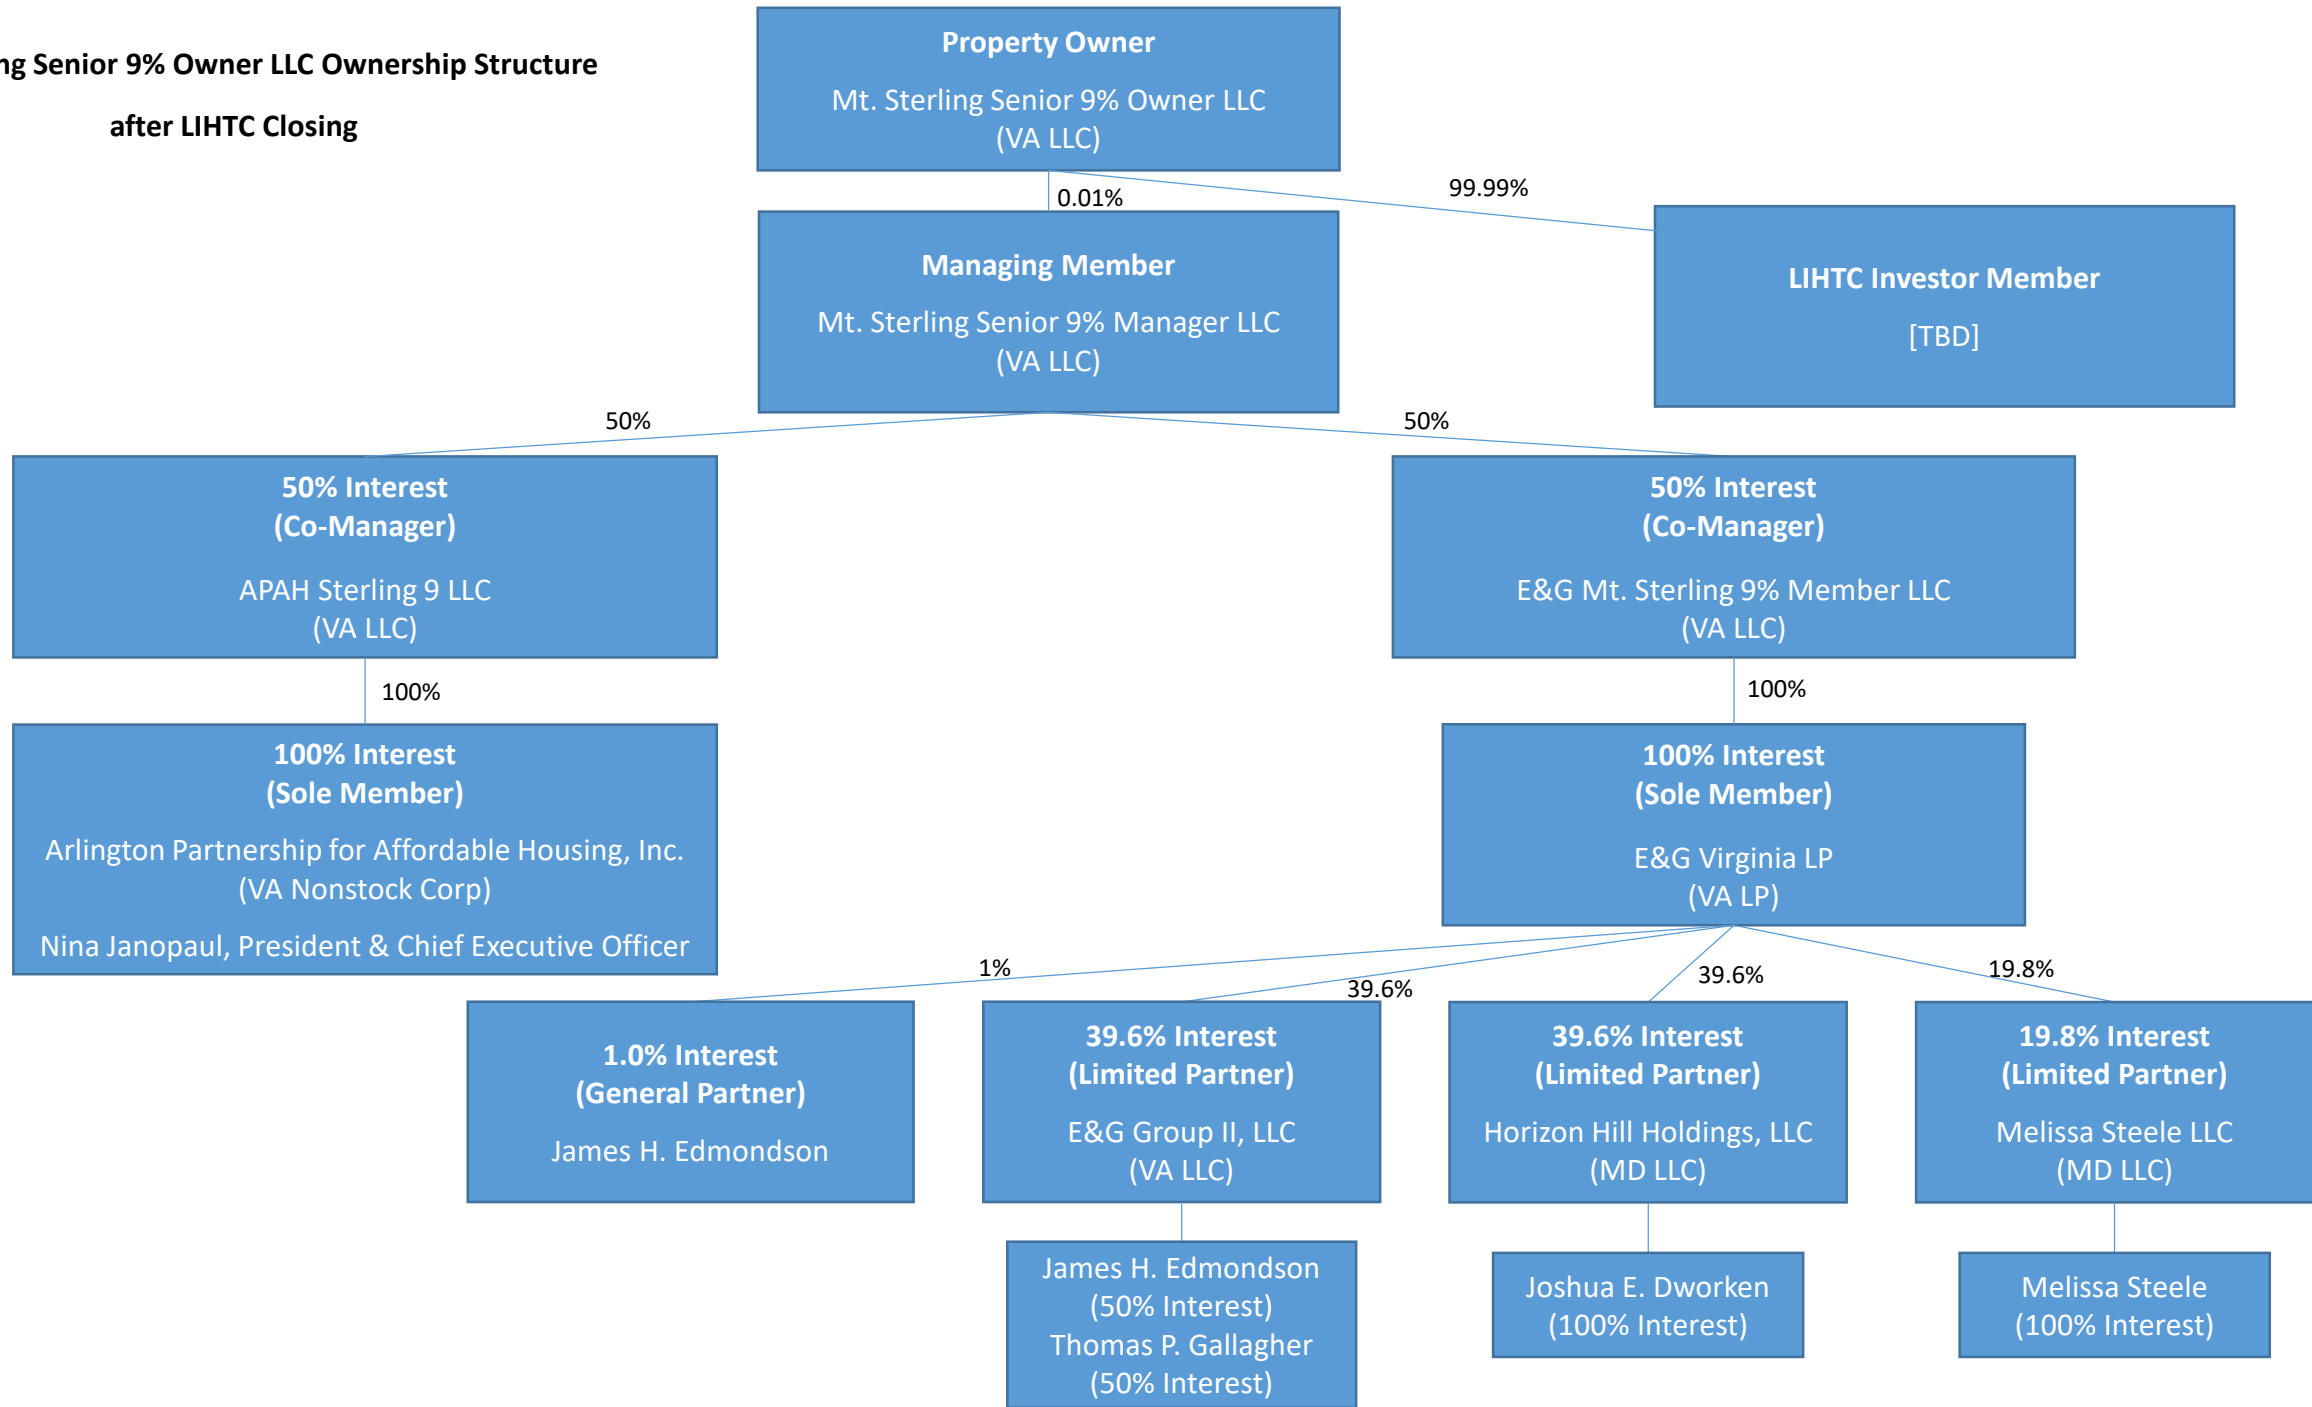 ng Senior 9% Owner LLC Ownership Structure
after LIHTC Closing
Property Owner
Mt. Sterling Senior 9% Owner LLC
(VA LLC)
0.01%
99.99%
Managing Member
Mt. Sterling Senior 9% Manager LLC
(VA LLC)
LIHTC Investor Member
[TBD]
50%
50%
50% Interest
(Co-Manager)
APAH Sterling 9 LLC
(VA LLC)
50% Interest
(Co-Manager)
E&G Mt. Sterling 9% Member LLC
(VA LLC)
100%
100%
100% Interest
(Sole Member)
Arlington Partnership for Affordable Housing, Inc.
(VA Nonstock Corp)
Nina Janopaul, President & Chief Executive Officer
100% Interest
(Sole Member)
E&G Virginia LP
(VA LP)
1%
39.6%
39.6%
19.8%
1.0% Interest
(General Partner)
James H. Edmondson
39.6% Interest
(Limited Partner)
E&G Group II, LLC
(VA LLC)
39.6% Interest
(Limited Partner)
Horizon Hill Holdings, LLC
(MD LLC)
19.8% Interest
(Limited Partner)
Melissa Steele LLC
(MD LLC)
James H. Edmondson
(50% Interest)
Thomas P. Gallagher
(50% Interest)
Joshua E. Dworken
(100% Interest)
Melissa Steele
(100% Interest)